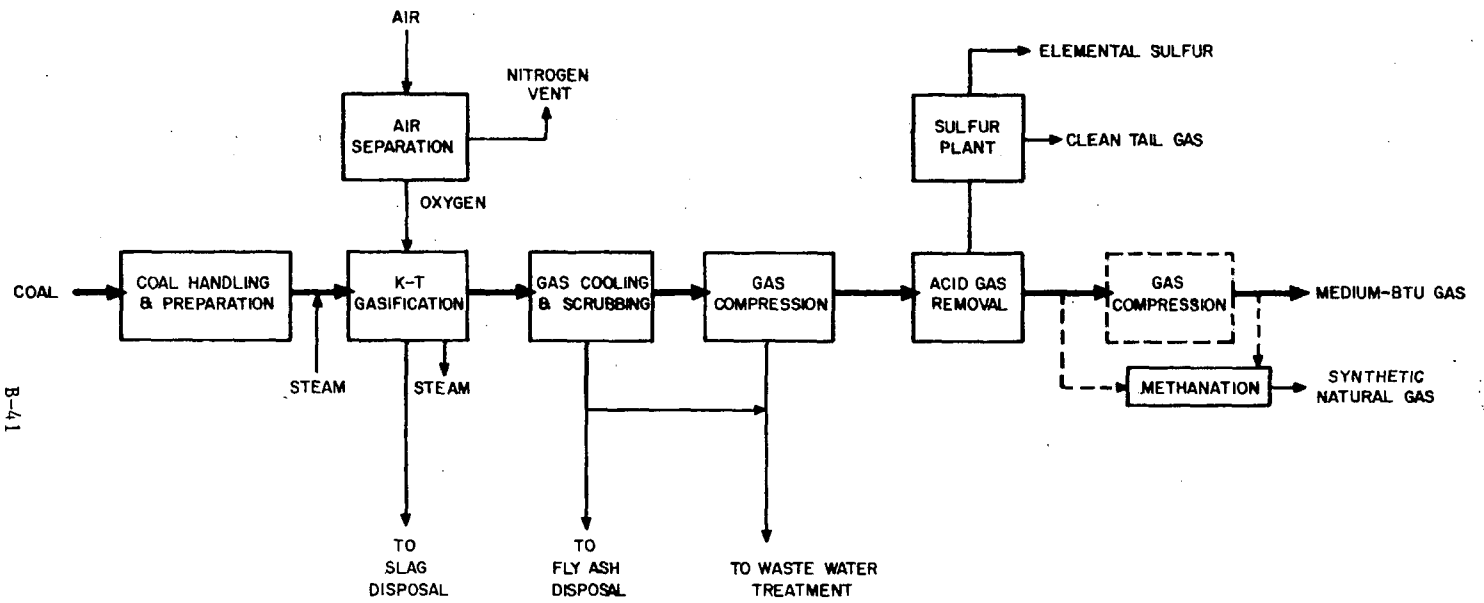 AIR
NITROGEN
VENT
AIR
SEPARATION
OXYGEN
ELEMENTAL SULFUR
SULFUR
PLANT
CLEAN TAIL GAS
COAL
COAL HANDLING
& PREPARATION
STEAM
K-T
GASIFICATION
STEAM
GAS COOLING
& SCRUBBING
GAS
COMPRESSION
ACID GAS
REMOVAL
GAS
COMPRESSION
MEDIUM-BTU GAS
METHANATION
SYNTHETIC
NATURAL GAS
TO
SLAG
DISPOSAL
TO
FLY ASH
DISPOSAL
TO WASTE WATER
TREATMENT
B-41